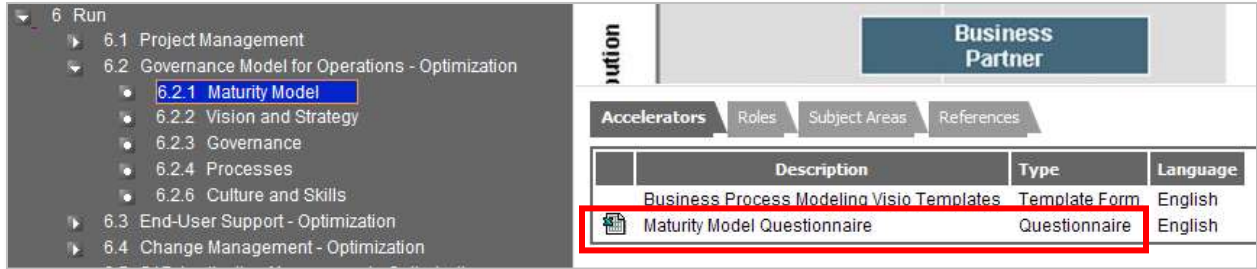 6 Run
6.1 Project Management
6.2 Governance Model for Operations - Optimization
6.2.1 Maturity Model
6.2.2 Vision and Strategy
6.2.3 Governance
6.2.4 Processes
6.2.6 Culture and Skills
6.3 End-User Support - Optimization
6.4 Change Management - Optimization
Business
Partner
Accelerators Roles Subject Areas References
Description Type Language
Business Process Modeling Visio Templates Template Form English
Maturity Model Questionnaire Questionnaire English